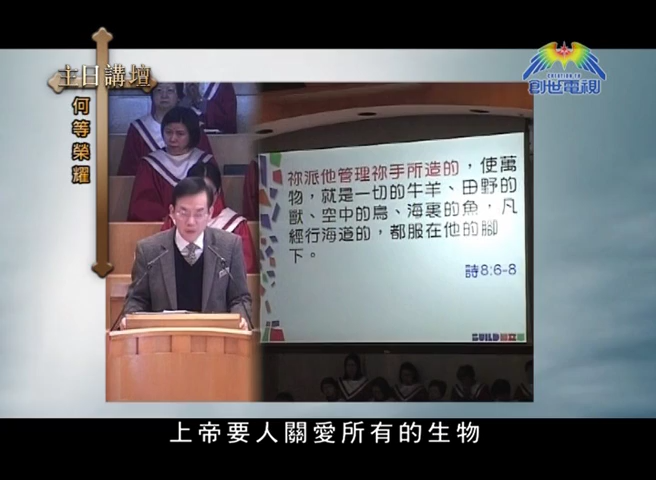 主日講壇
何等榮耀
CREATION TV
創世電視
祢派他管理祢手所造的，使萬
物，就是一切的牛羊、田野的
獸、空中的鳥、海裏的魚，凡
經行海道的，都服在他的腳
下。
詩8:6-8
BUILD
上帝要人關愛所有的生物